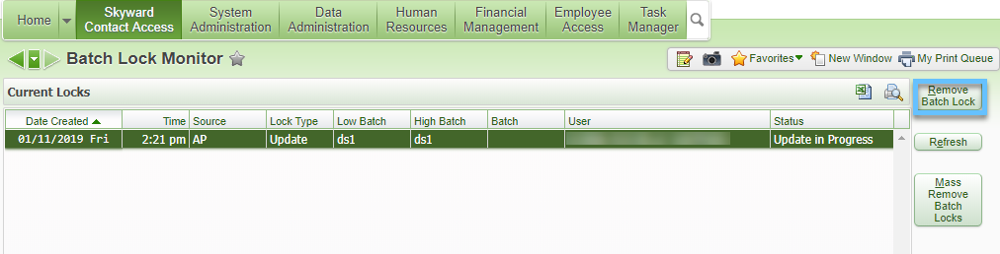 Home
Skyward
Contact Access
System
Administration
Data
Administration
Human
Resources
Financial
Management
Employee
Access
Task
Manager
Batch Lock Monitor
Favorites
New Window
My Print Queue
Current Locks
Remove
Batch Lock
Date Created Time Source Lock Type Low Batch High Batch Batch User Status
01/11/2019 Fri 2:21 pm AP Update ds1 ds1 Update in Progress
Refresh
Mass
Remove
Batch
Locks